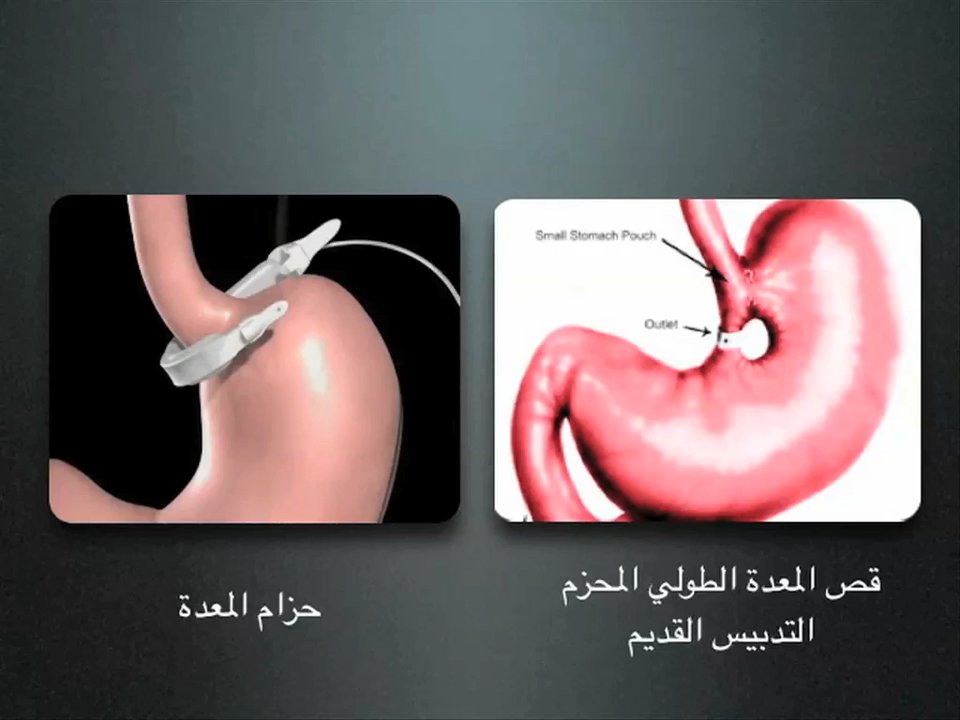 Small Stomach Pouch
Outlet
قص المعدة الطولي المحزم
التدبيس القديم
حزام المعدة